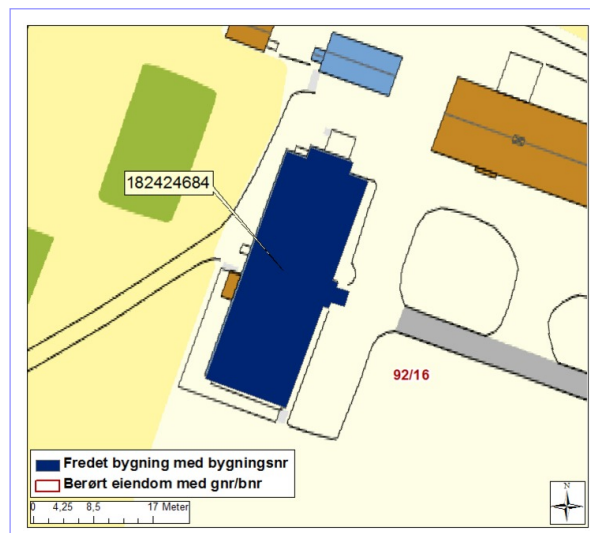 182424684
92/16
Fredet bygning med bygningsnr
Berørt eiendom med gnr/bnr
0 4,25 8,5 17 Meter
N